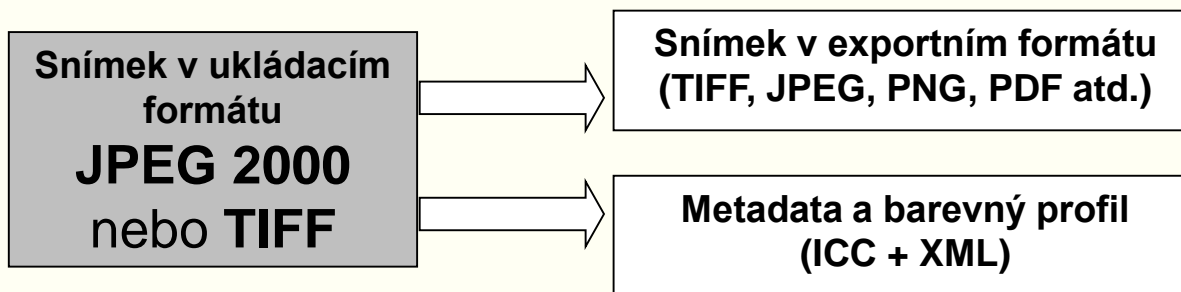 Snímek v ukládacím
formátu
JPEG 2000
nebo TIFF
Snímek v exportním formátu
(TIFF, JPEG, PNG, PDF atd.)
Metadata a barevný profil
(ICC + XML)